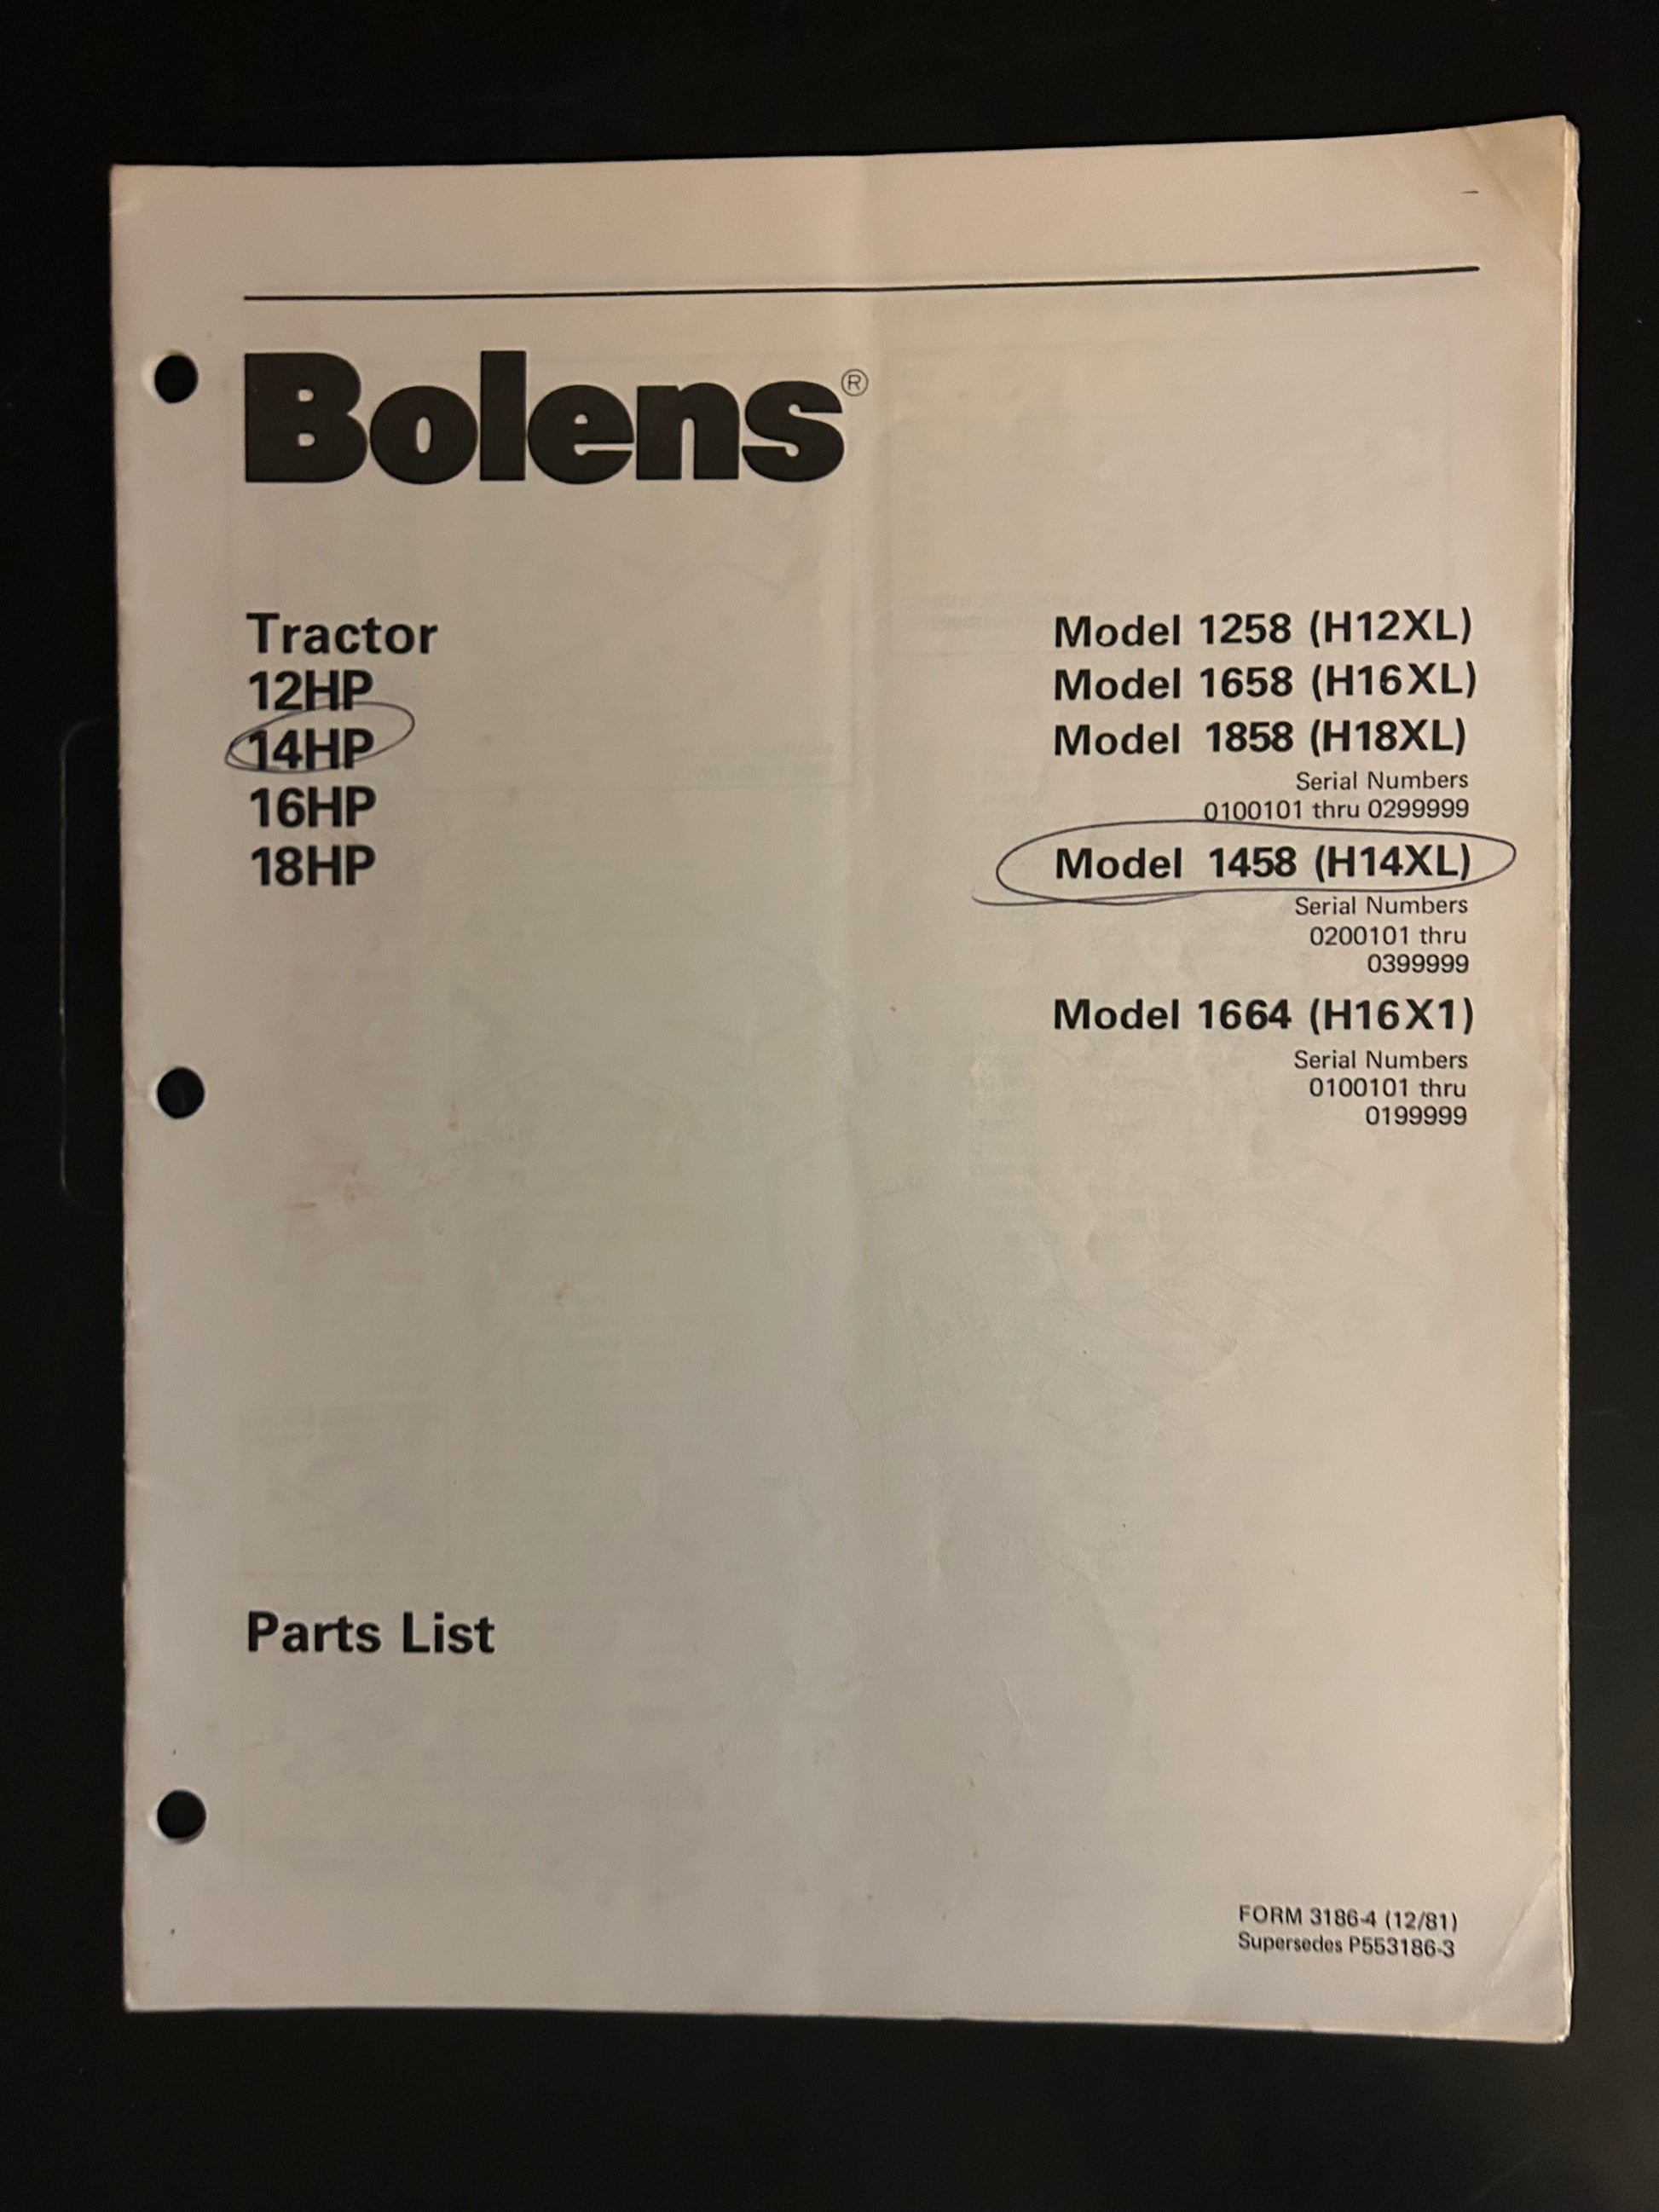 Bolens®
Tractor
12HP
14HP
16HP
18HP
Model 1258 (H12XL)
Model 1658 (H16XL)
Model 1858 (H18XL)
Serial Numbers
0100101 thru 0299999
Model 1458 (H14XL)
Serial Numbers
0200101 thru
0399999
Model 1664 (H16X1)
Serial Numbers
0100101 thru
0199999
Parts List
FORM 3186-4 (12/81)
Supersedes P553186-3